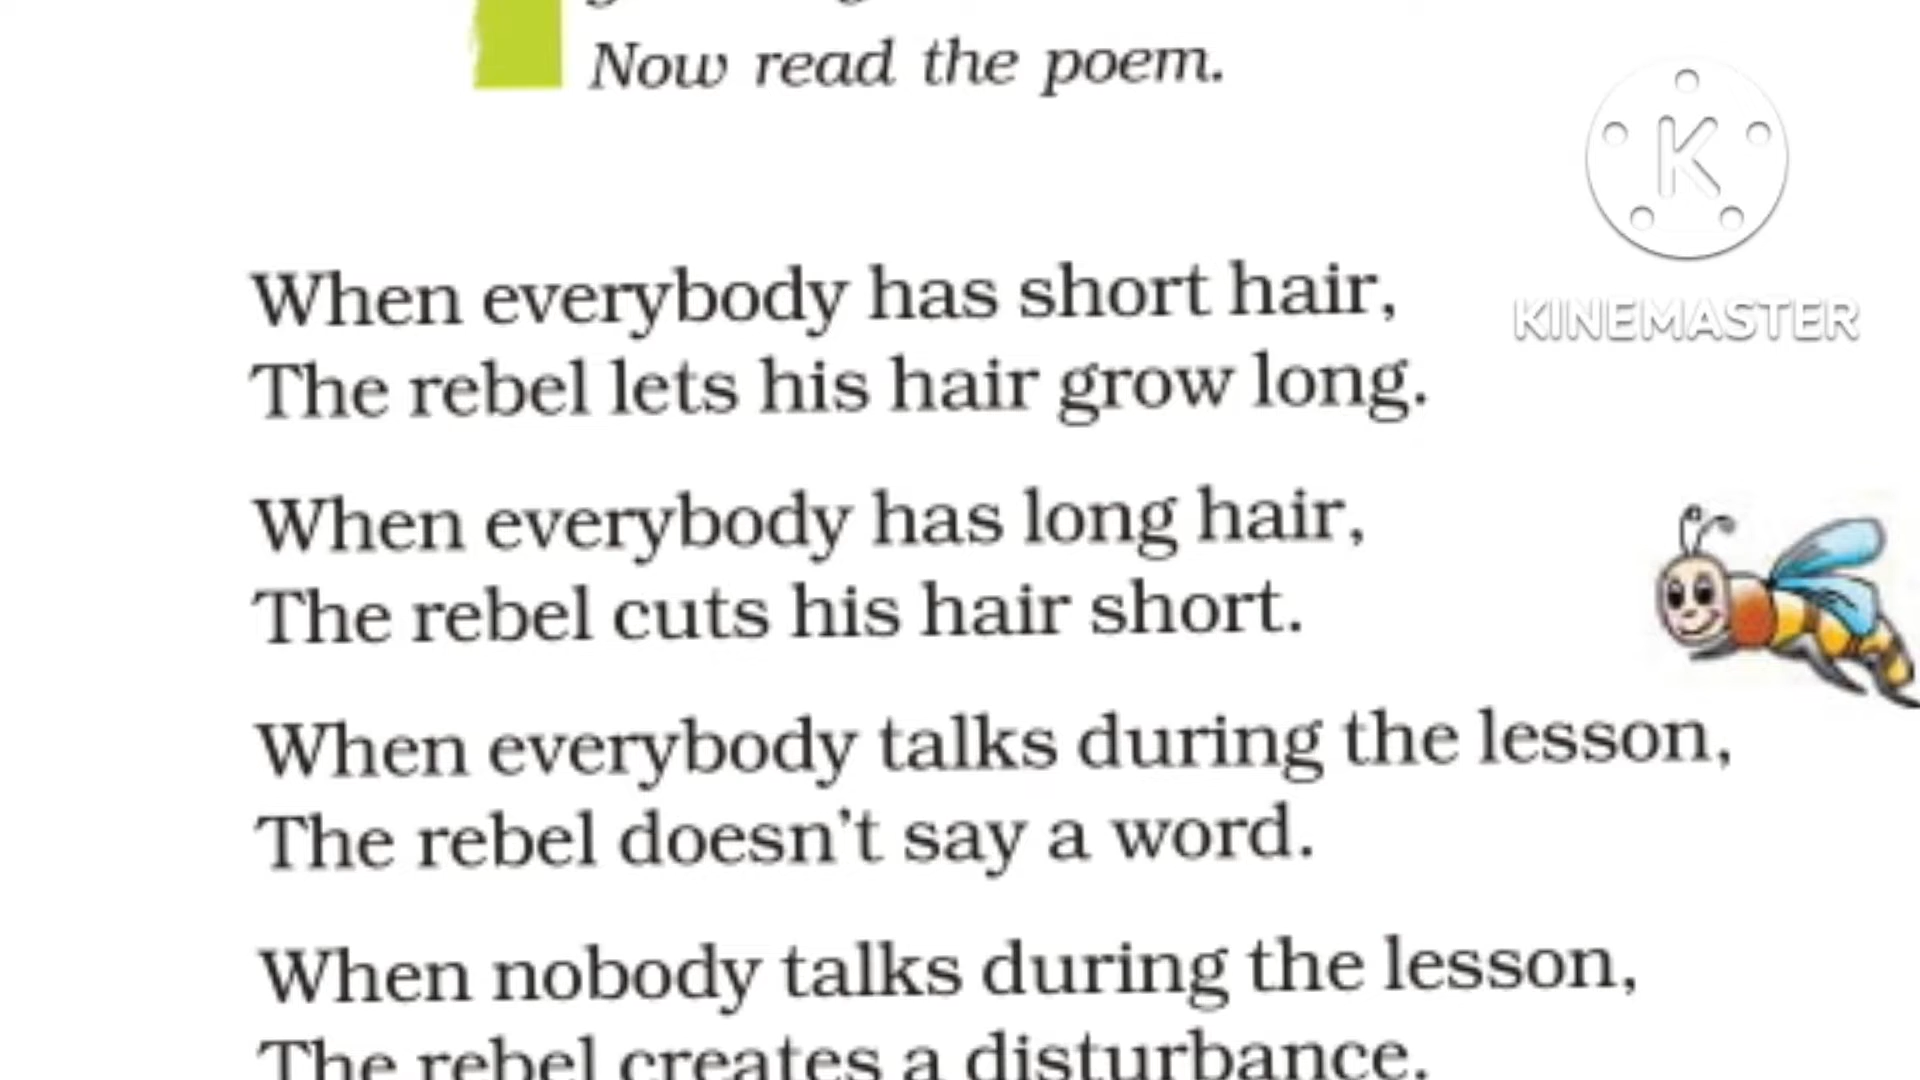 Now read the poem.
K
KINEMASTER
When everybody has short hair,
The rebel lets his hair grow long.
When everybody has long hair,
The rebel cuts his hair short.
When everybody talks during the lesson,
The rebel doesn't say a word.
When nobody talks during the lesson,
The rebel creates a disturbance.